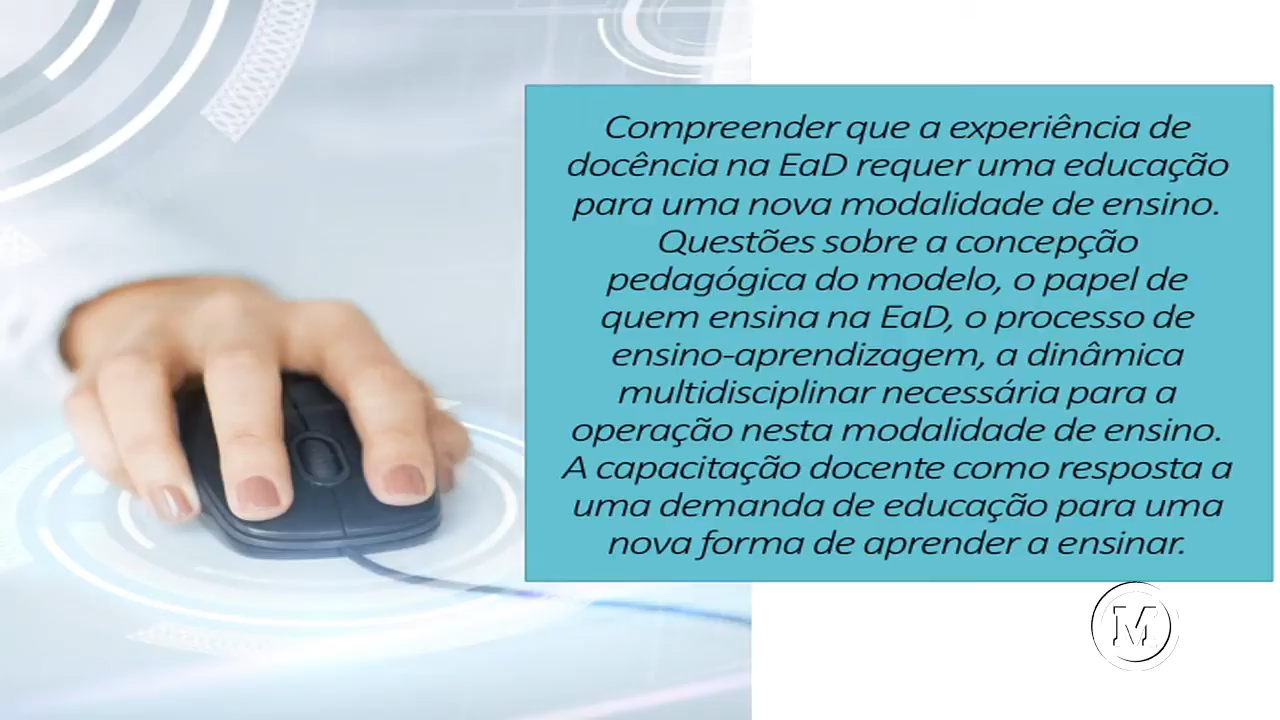 Compreender que a experiência de
docência na EaD requer uma educação
para uma nova modalidade de ensino.
Questões sobre a concepção
pedagógica do modelo, o papel de
quem ensina na EaD, o processo de
ensino-aprendizagem, a dinâmica
multidisciplinar necessária para a
operação nesta modalidade de ensino.
A capacitação docente como resposta a
uma demanda de educação para uma
nova forma de aprender a ensinar.
M